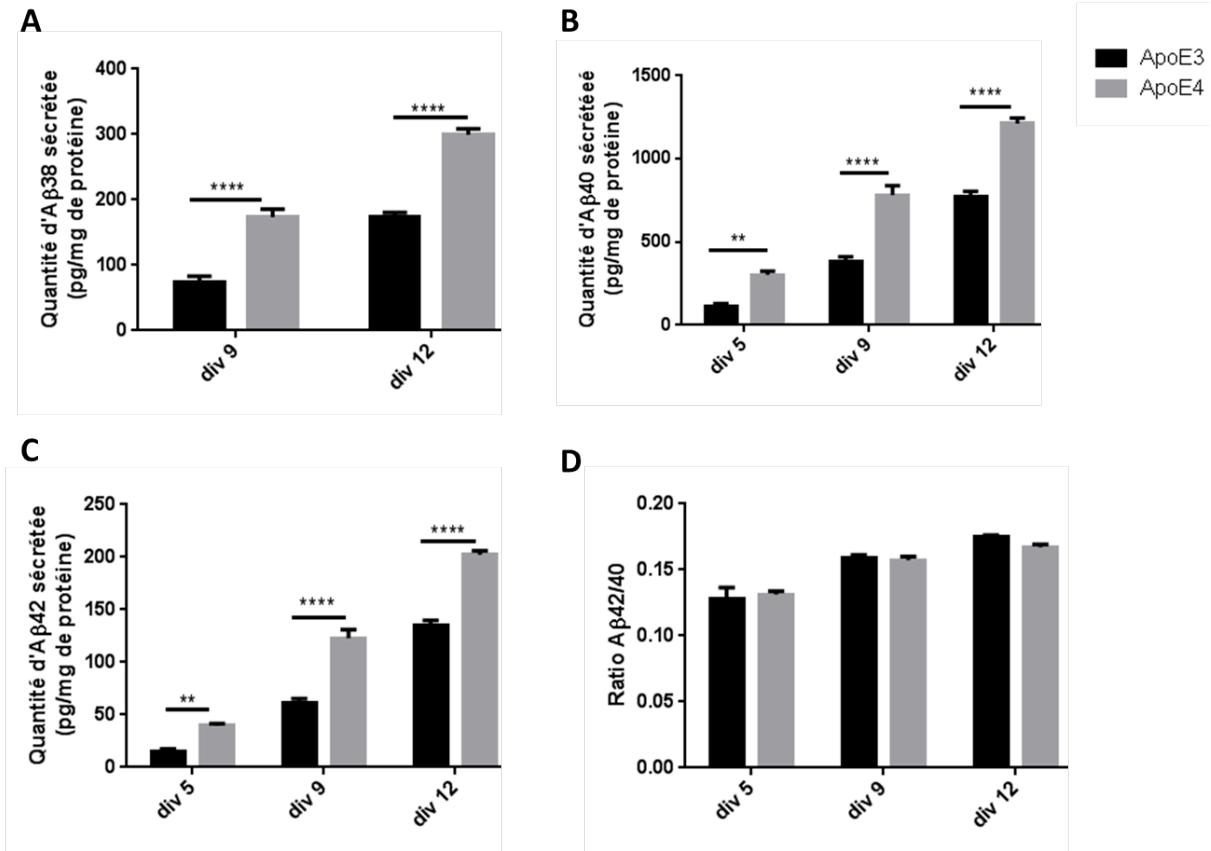 A
Quantité d'Aβ38 sécrétée
(pg/mg de protéine)
400
300
200
100
0
****
****
div 9
div 12
B
Quantité d'Aβ40 sécrétéeé
(pg/mg de protéine)
1500
1000
500
0
**
****
****
div 5
div 9
div 12
ApoE3
ApoE4
C
Quantité d'Aβ42 sécrétée
(pg/mg de protéine)
250
200
150
100
50
0
**
****
****
div 5
div 9
div 12
D
Ratio Aβ42/40
0.20
0.15
0.10
0.05
0.00
div 5
div 9
div 12